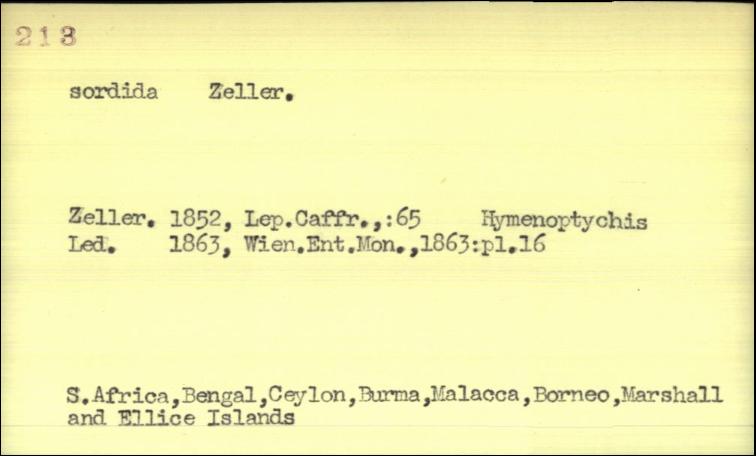 213
sordida Zeller.
Zeller. 1852, Lep.Caffr.,:65 Hymenoptychis
Led. 1863, Wien.Ent.Mon.,1863:pl.16
S.Africa,Bengal,Ceylon,Burma,Malacca,Borneo,Marshall
and Ellice Islands